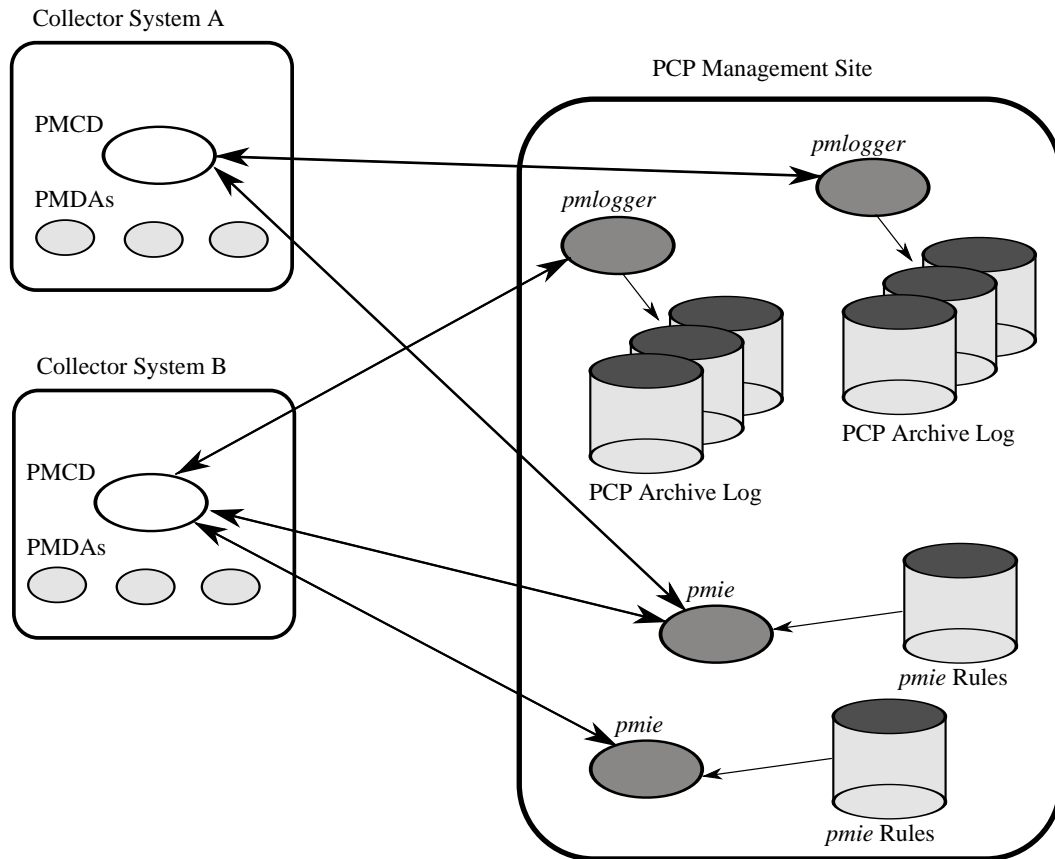 Collector System A
PMCD
PMDAs
Collector System B
PMCD
PMDAs
PCP Management Site
pmlogger
pmlogger
PCP Archive Log
PCP Archive Log
pmie
pmie Rules
pmie
pmie Rules